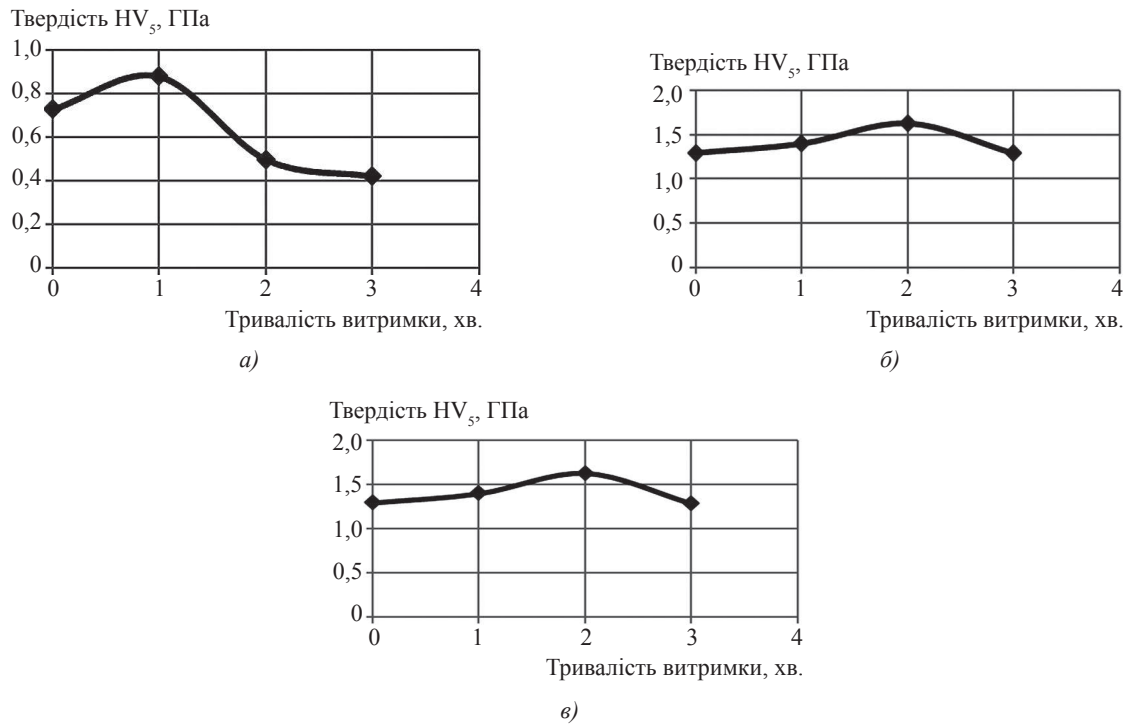 Твердість HV5, ГПа
1,0
0,8
0,6
0,4
0,2
0
0 1 2 3 4
Тривалість витримки, хв.
а)
Твердість HV5, ГПа
2,0
1,5
1,0
0,5
0
0 1 2 3 4
Тривалість витримки, хв.
б)
Твердість HV5, ГПа
2,0
1,5
1,0
0,5
0
0 1 2 3 4
Тривалість витримки, хв.
в)